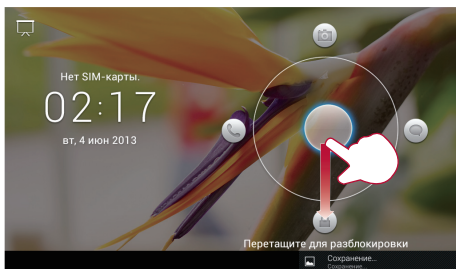 Нет SIM-карты.
02:17
вт, 4 июн 2013
Перетащите для разблокировки
Сохранение...
Сохранение...